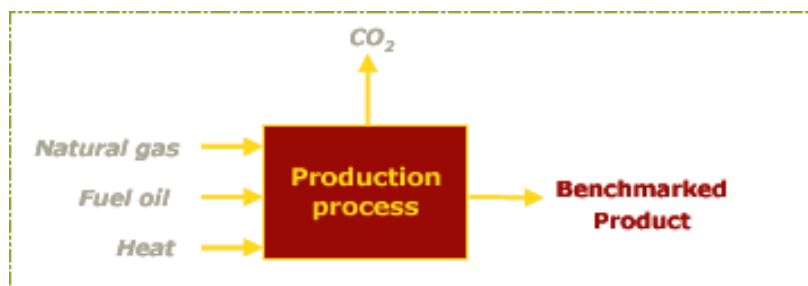 CO₂
Natural gas
Fuel oil
Heat
Production
process
Benchmarked
Product